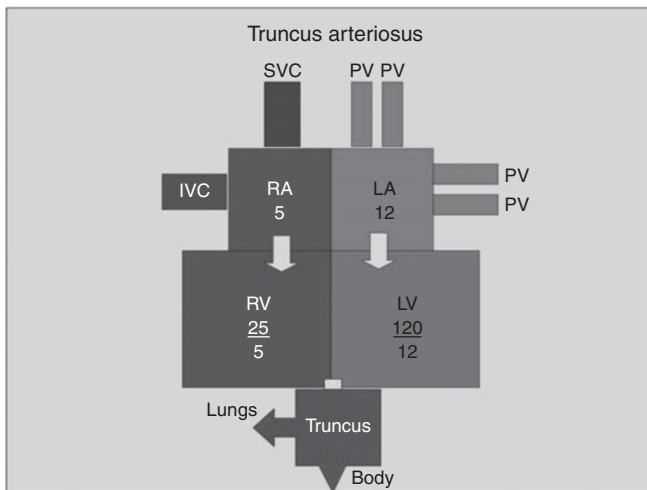 Truncus arteriosus
SVC
PV PV
IVC
RA
5
LA
12
PV
PV
RV
25
5
LV
120
12
Lungs
Truncus
Body